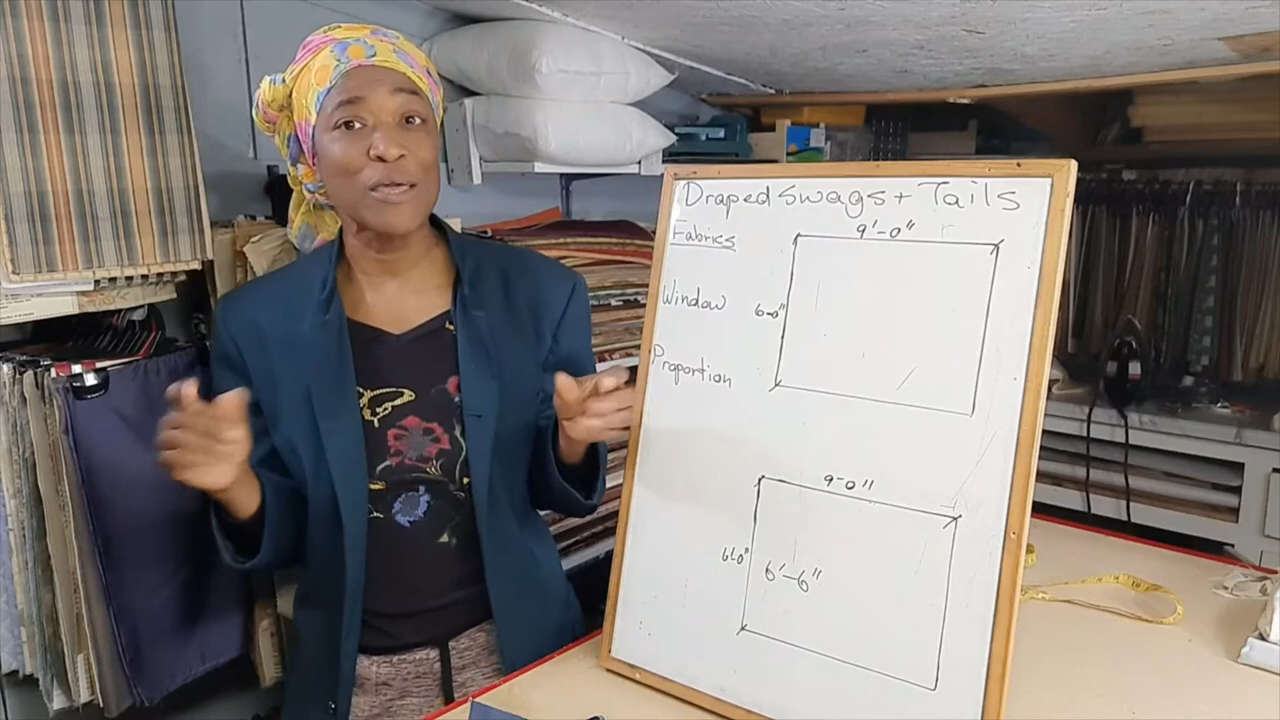 Draped Swags + Tails
Fabrics
9'-0"
Window
6-0"
Proportion
9-0"
6'-0"
6'-6"